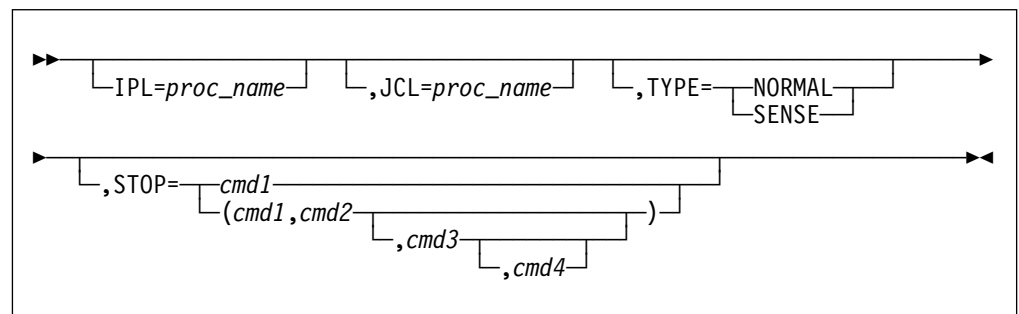 IPL=proc_name ,JCL=proc_name ,TYPE= NORMAL
SENSE
,STOP= cmd1
(cmd1,cmd2 )
,cmd3
,cmd4